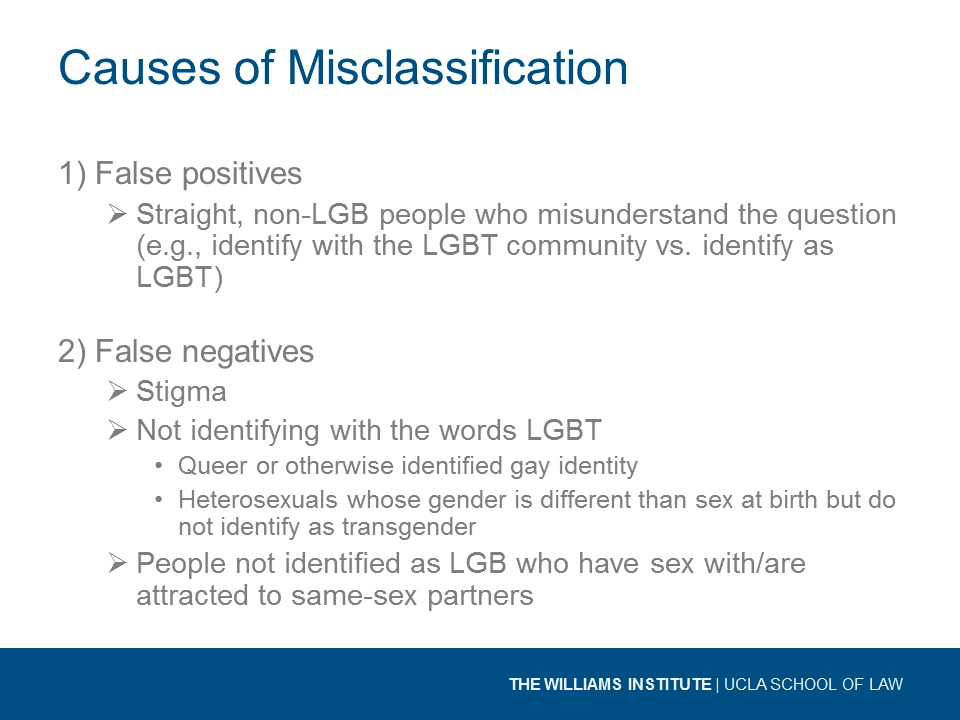 Causes of Misclassification
1) False positives
➢ Straight, non-LGB people who misunderstand the question
(e.g., identify with the LGBT community vs. identify as
LGBT)
2) False negatives
➢ Stigma
➢ Not identifying with the words LGBT
• Queer or otherwise identified gay identity
• Heterosexuals whose gender is different than sex at birth but do
not identify as transgender
➢ People not identified as LGB who have sex with/are
attracted to same-sex partners
THE WILLIAMS INSTITUTE | UCLA SCHOOL OF LAW